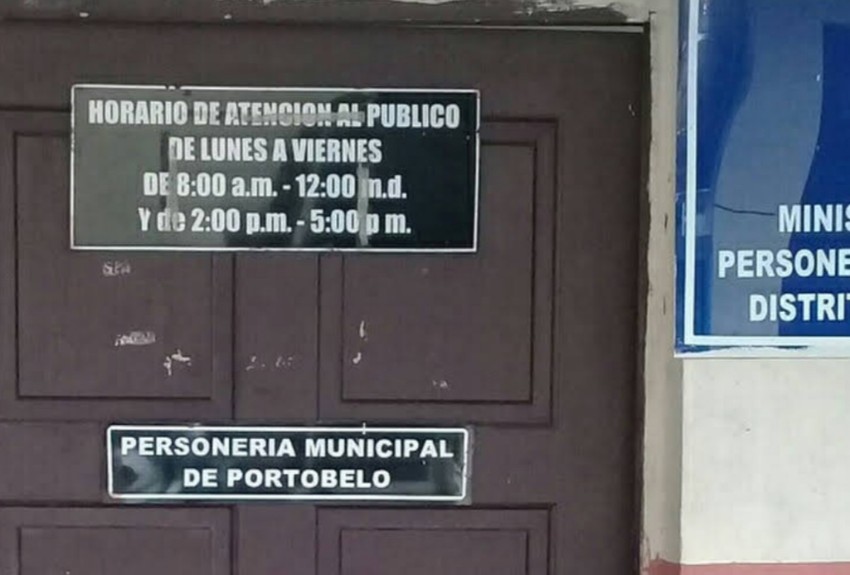 HORARIO DE ATENCION AL PUBLICO
DE LUNES A VIERNES
DE 8:00 a.m. - 12:00 m.d.
Y de 2:00 p.m. - 5:00 p m.
PERSONERIA MUNICIPAL
DE PORTOBELO
MINIS
PERSONE
DISTRIT